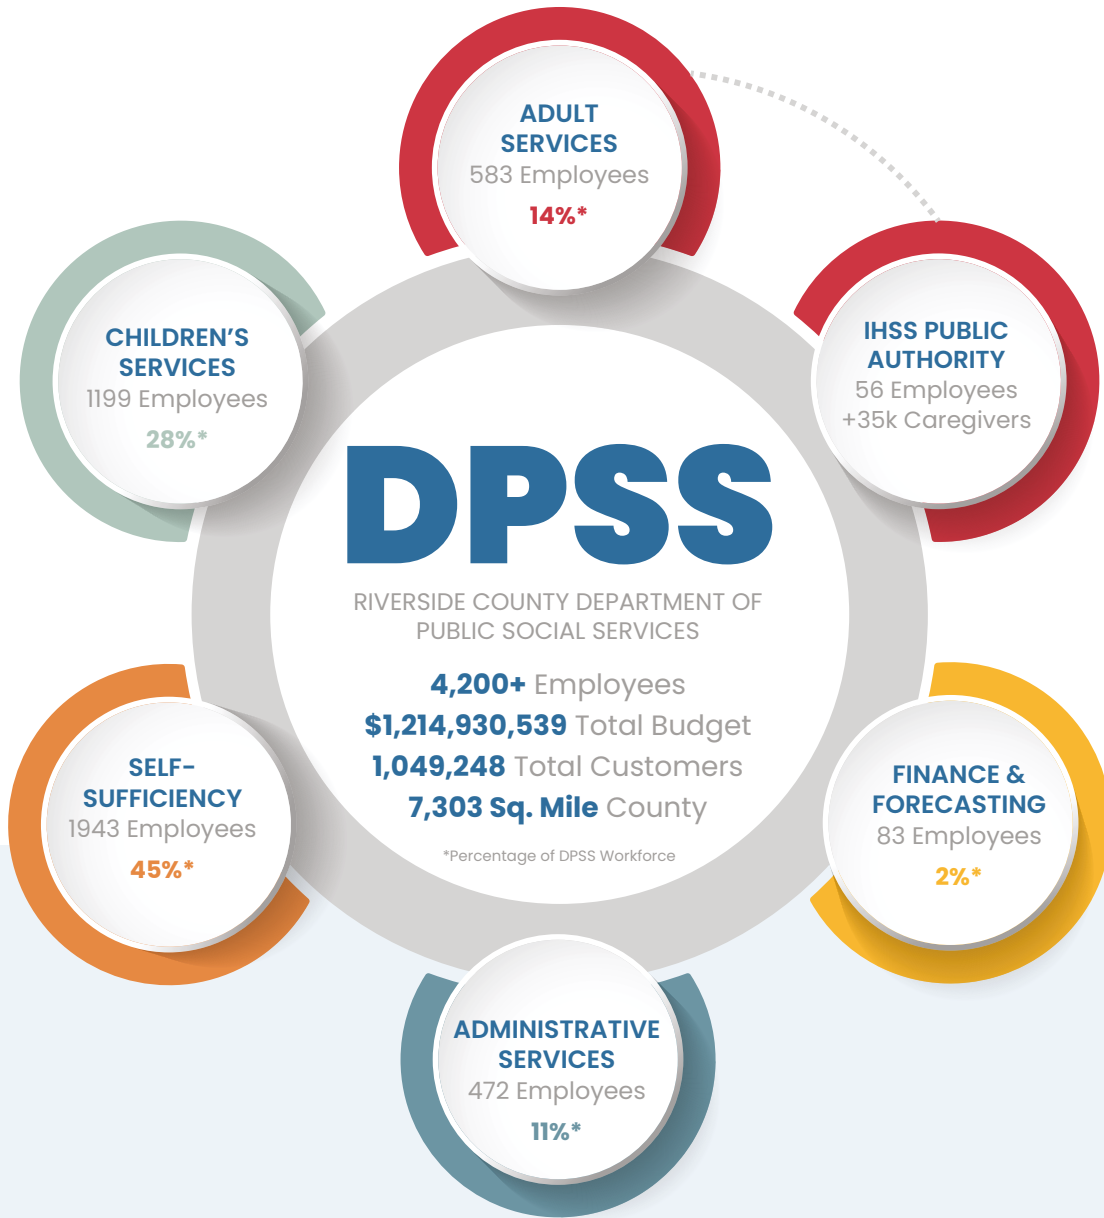 ADULT
SERVICES
583 Employees
14%*
CHILDREN'S
SERVICES
1199 Employees
28%*
IHSS PUBLIC
AUTHORITY
56 Employees
+35k Caregivers
DPSS
RIVERSIDE COUNTY DEPARTMENT OF
PUBLIC SOCIAL SERVICES
4,200+ Employees
$1,214,930,539 Total Budget
1,049,248 Total Customers
7,303 Sq. Mile County
*Percentage of DPSS Workforce
SELF-
SUFFICIENCY
1943 Employees
45%*
FINANCE &
FORECASTING
83 Employees
2%*
ADMINISTRATIVE
SERVICES
472 Employees
11%*